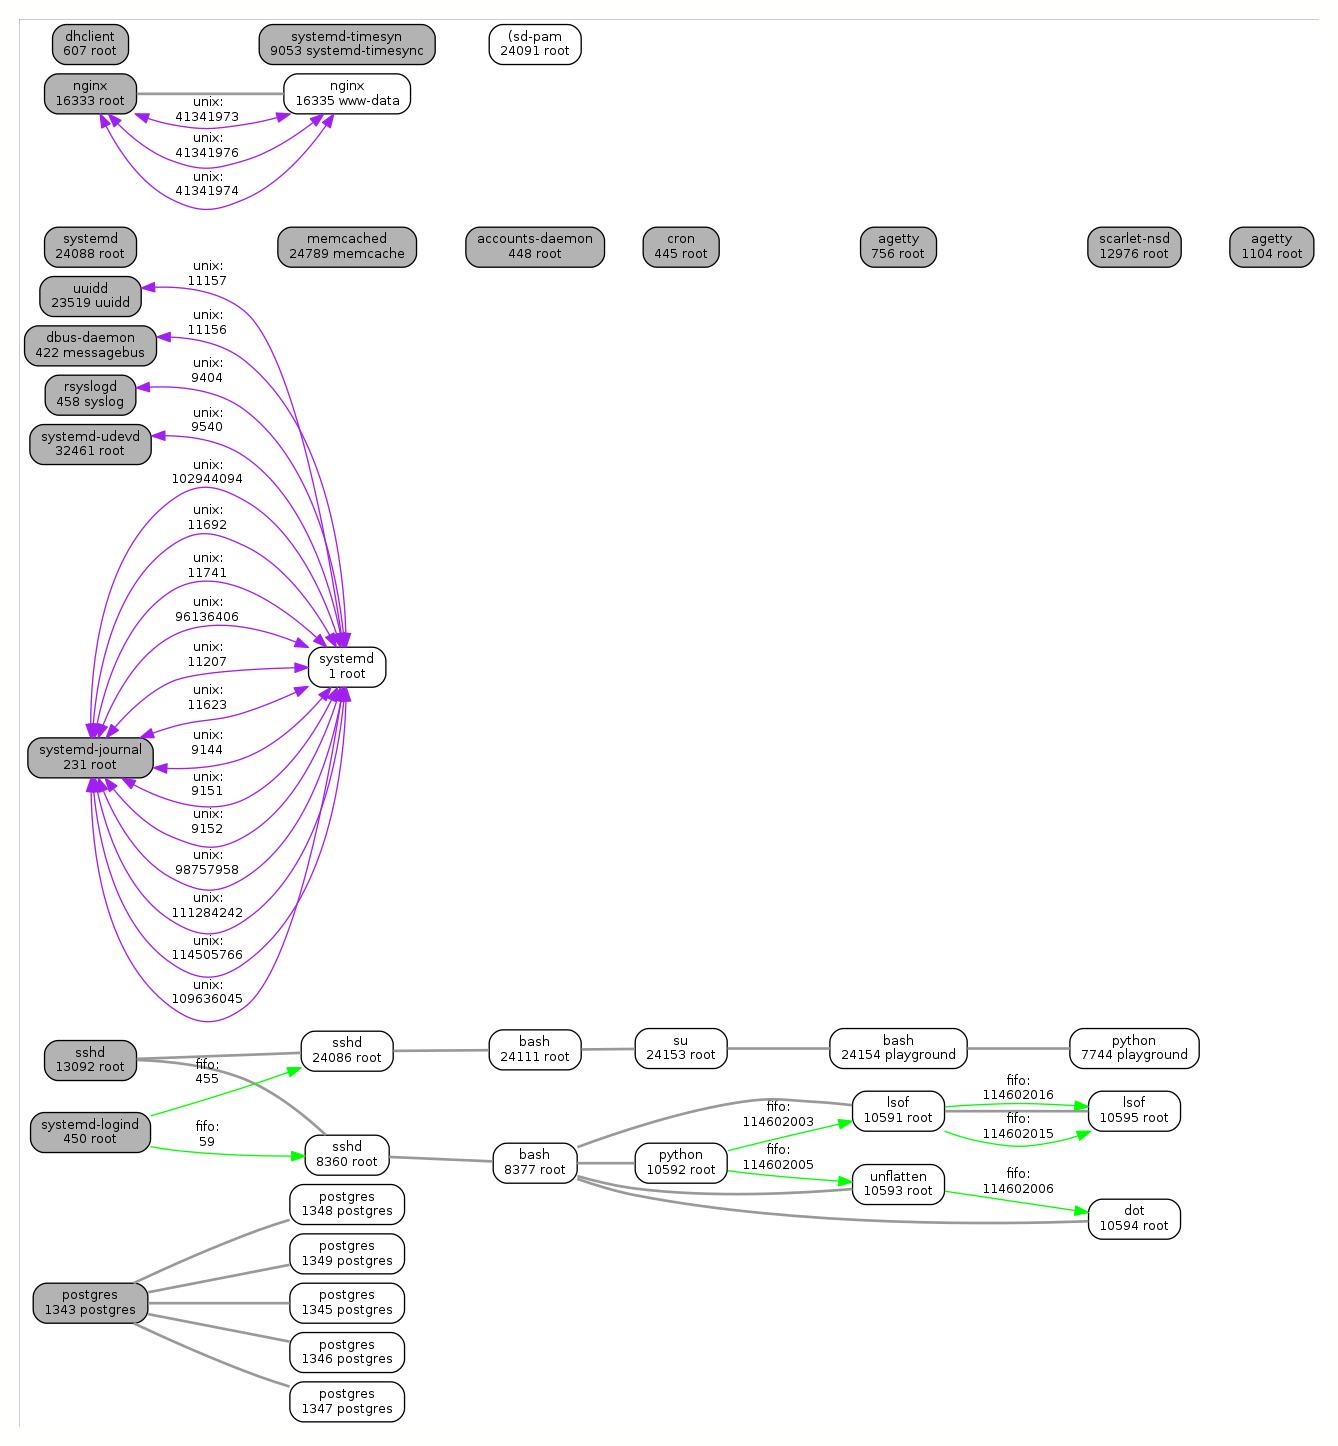 dhclient
607 root
systemd-timesyn
9053 systemd-timesync
(sd-pam
24091 root
nginx
16333 root
nginx
16335 www-data
unix:
41341973
unix:
41341976
unix:
41341974
systemd
24088 root
memcached
24789 memcache
accounts-daemon
448 root
cron
445 root
agetty
756 root
scarlet-nsd
12976 root
agetty
1104 root
uuidd
23519 uuidd
unix:
11157
dbus-daemon
422 messagebus
unix:
11156
rsyslogd
458 syslog
unix:
9404
systemd-udevd
32461 root
unix:
9540
unix:
102944094
unix:
11692
unix:
11741
unix:
96136406
unix:
11207
systemd
1 root
unix:
11623
systemd-journal
231 root
unix:
9144
unix:
9151
unix:
9152
unix:
98757958
unix:
111284242
unix:
114505766
unix:
109636045
sshd
13092 root
sshd
24086 root
bash
24111 root
su
24153 root
bash
24154 playground
python
7744 playground
fifo:
455
systemd-logind
450 root
fifo:
59
sshd
8360 root
bash
8377 root
python
10592 root
fifo:
114602003
fifo:
114602005
lsof
10591 root
fifo:
114602016
fifo:
114602015
lsof
10595 root
unflatten
10593 root
fifo:
114602006
dot
10594 root
postgres
1343 postgres
postgres
1348 postgres
postgres
1349 postgres
postgres
1345 postgres
postgres
1346 postgres
postgres
1347 postgres